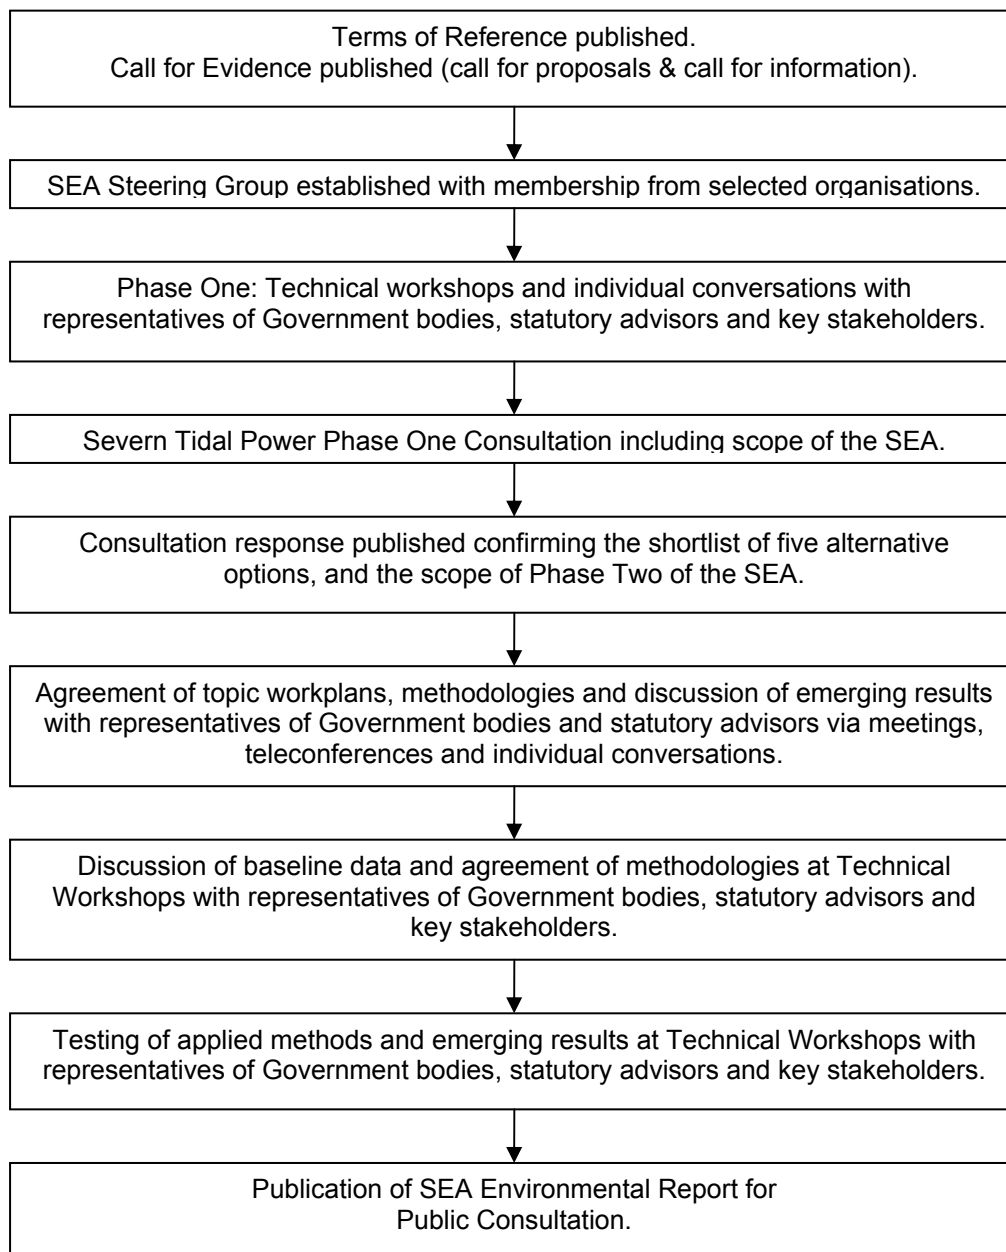 Terms of Reference published.
Call for Evidence published (call for proposals & call for information).
SEA Steering Group established with membership from selected organisations.
Phase One: Technical workshops and individual conversations with
representatives of Government bodies, statutory advisors and key stakeholders.
Severn Tidal Power Phase One Consultation including scope of the SEA.
Consultation response published confirming the shortlist of five alternative
options, and the scope of Phase Two of the SEA.
Agreement of topic workplans, methodologies and discussion of emerging results
with representatives of Government bodies and statutory advisors via meetings,
teleconferences and individual conversations.
Discussion of baseline data and agreement of methodologies at Technical
Workshops with representatives of Government bodies, statutory advisors and
key stakeholders.
Testing of applied methods and emerging results at Technical Workshops with
representatives of Government bodies, statutory advisors and key stakeholders.
Publication of SEA Environmental Report for
Public Consultation.